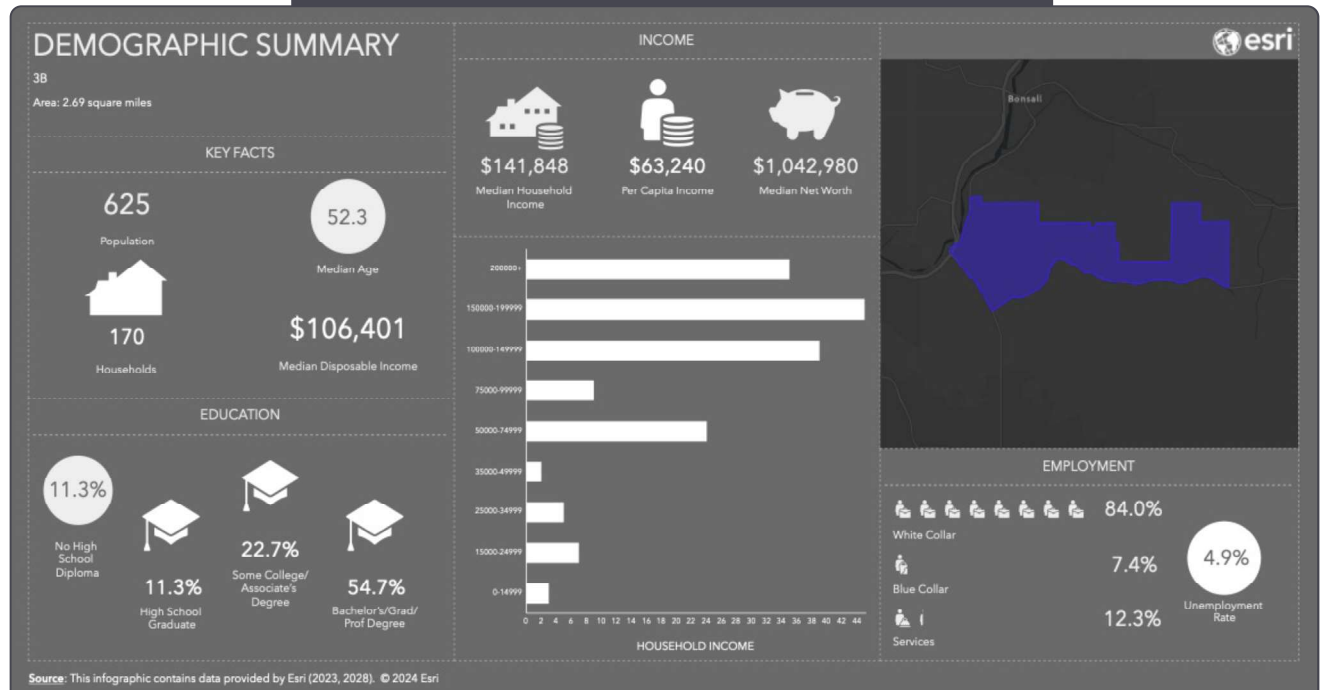 DEMOGRAPHIC SUMMARY
3B
Area: 2.69 square miles
KEY FACTS
625
Population
52.3
Median Age
170
Households
$106,401
Median Disposable Income
EDUCATION
11.3%
No High
School
Diploma
11.3%
High School
Graduate
22.7%
Some College/
Associate's
Degree
54.7%
Bachelor's/Grad/
Prof Degree
INCOME
$141,848
Median Household
Income
$63,240
Per Capita Income
$1,042,980
Median Net Worth
200000+
150000-199999
100000-149999
75000-99999
50000-74999
35000-49999
25000-34999
15000-24999
0-14999
0 2 4 6 8 10 12 14 16 18 20 22 24 26 28 30 32 34 36 38 40 42 44
HOUSEHOLD INCOME
esri
Bonsall
EMPLOYMENT
84.0%
White Collar
7.4%
Blue Collar
12.3%
Services
4.9%
Unemployment
Rate
Source: This infographic contains data provided by Esri (2023, 2028). © 2024 Esri